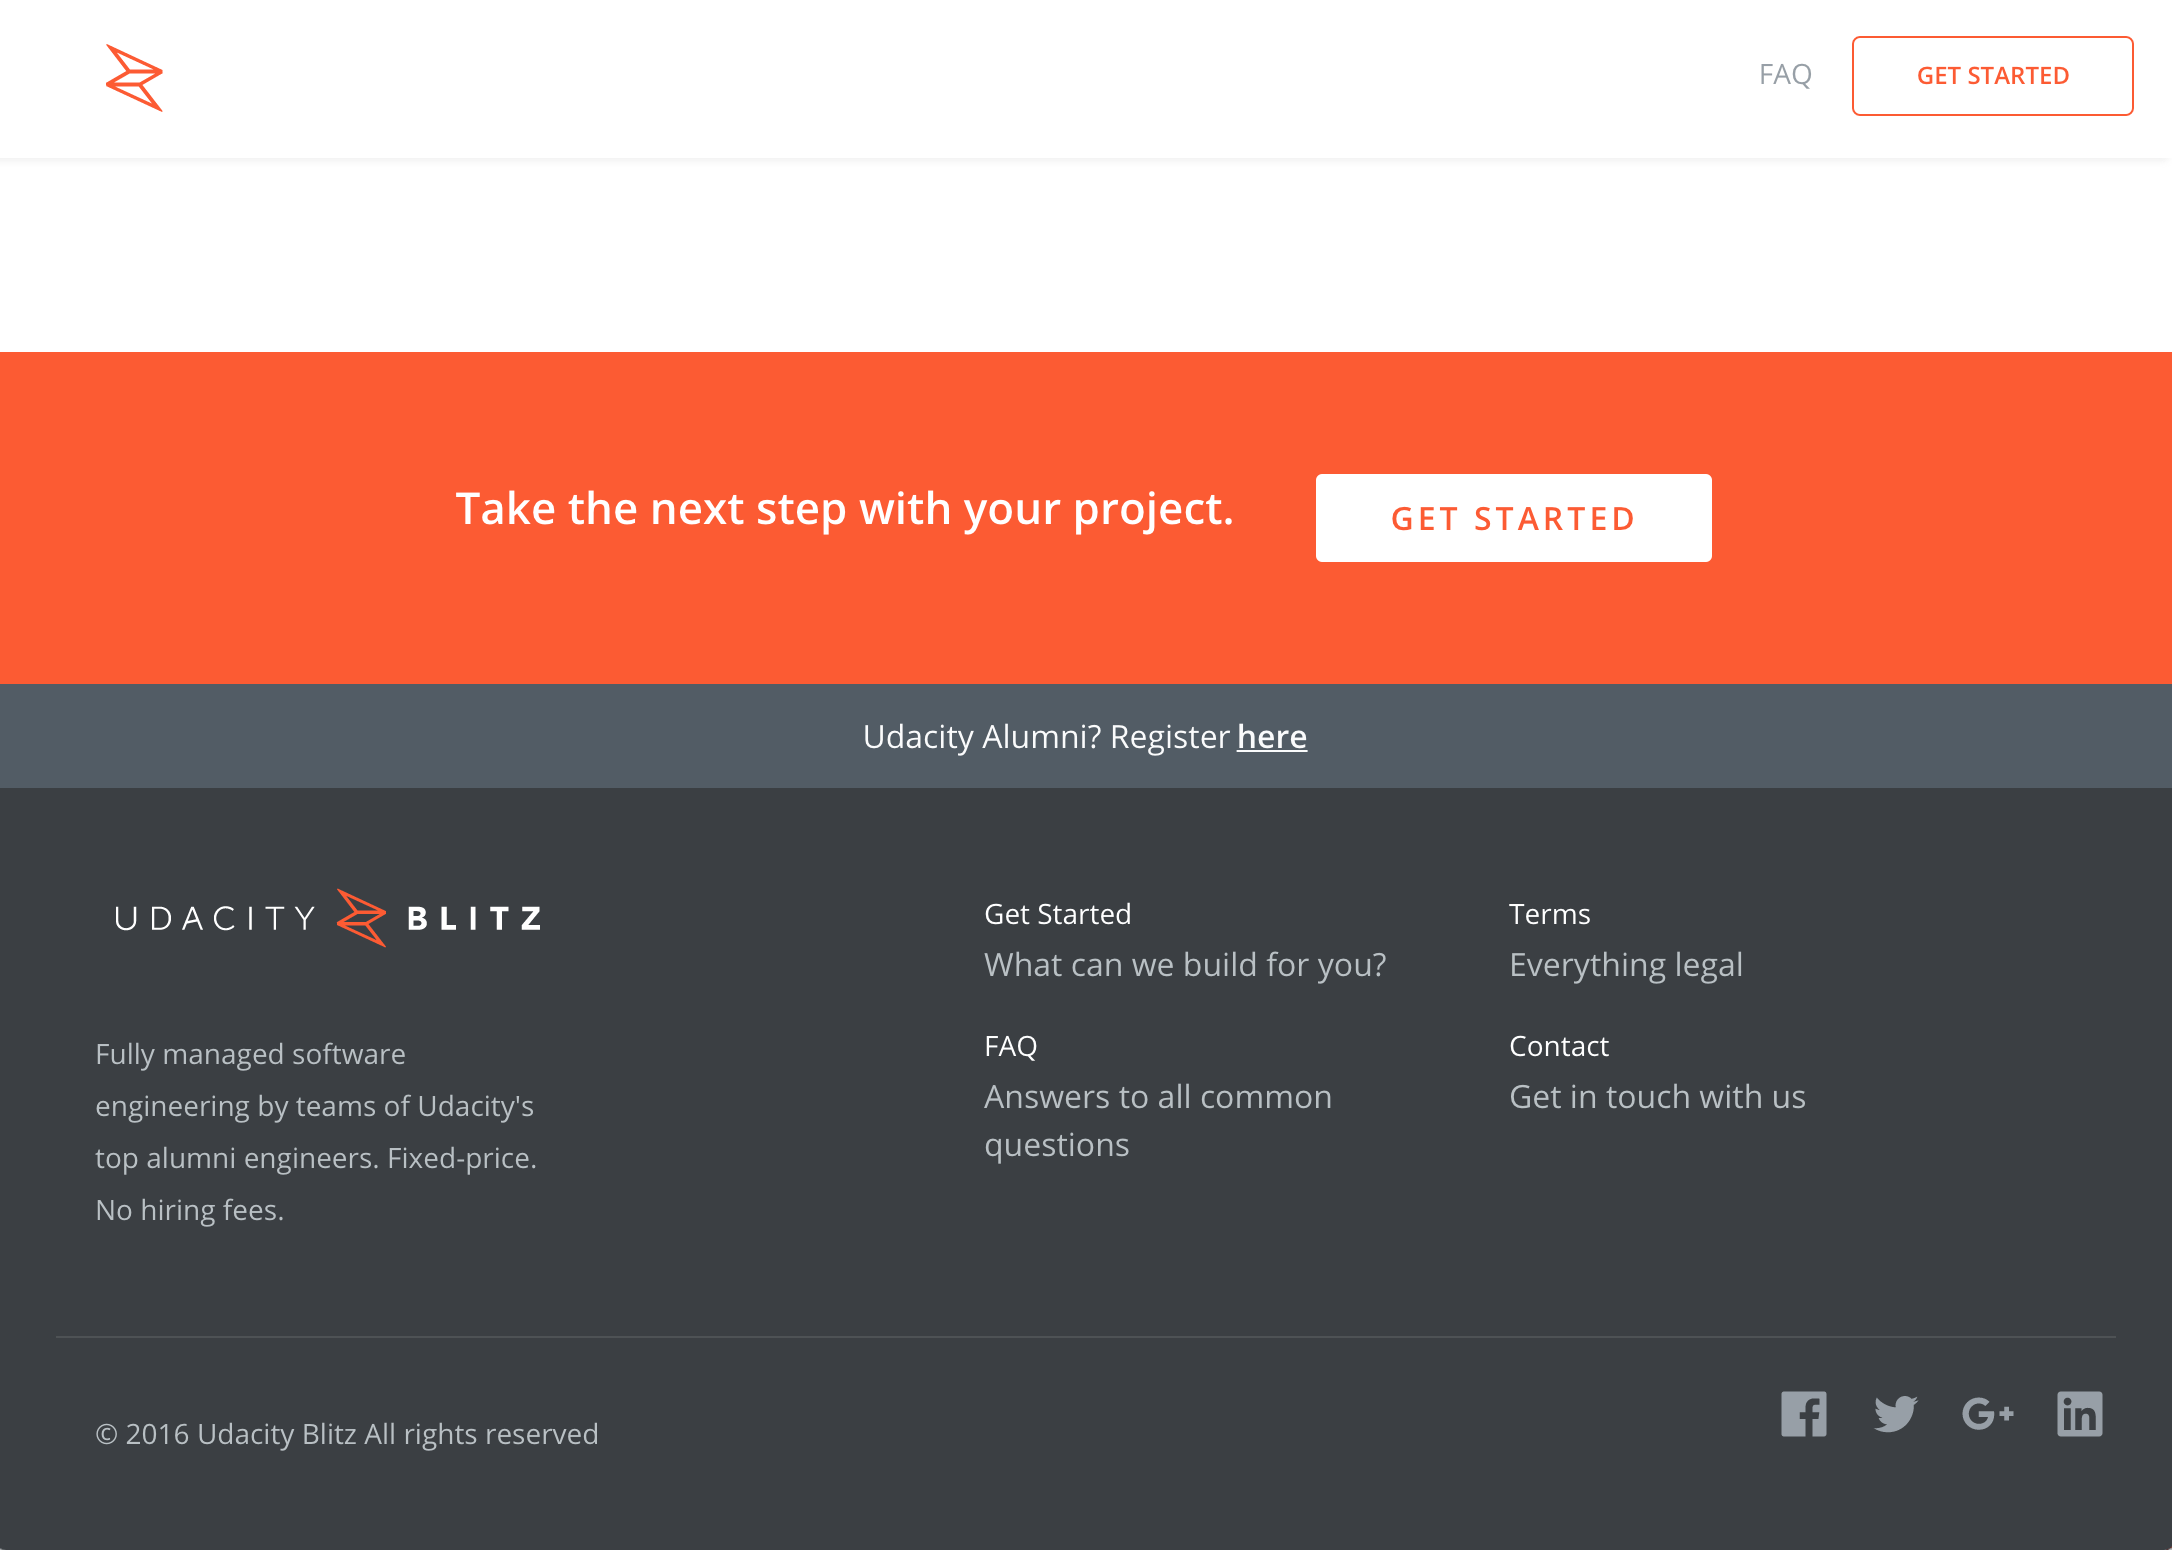 FAQ
GET STARTED
Take the next step with your project.
GET STARTED
Udacity Alumni? Register here
UDACITY BLITZ
Fully managed software
engineering by teams of Udacity's
top alumni engineers. Fixed-price.
No hiring fees.
Get Started
What can we build for you?
FAQ
Answers to all common
questions
Terms
Everything legal
Contact
Get in touch with us
© 2016 Udacity Blitz All rights reserved